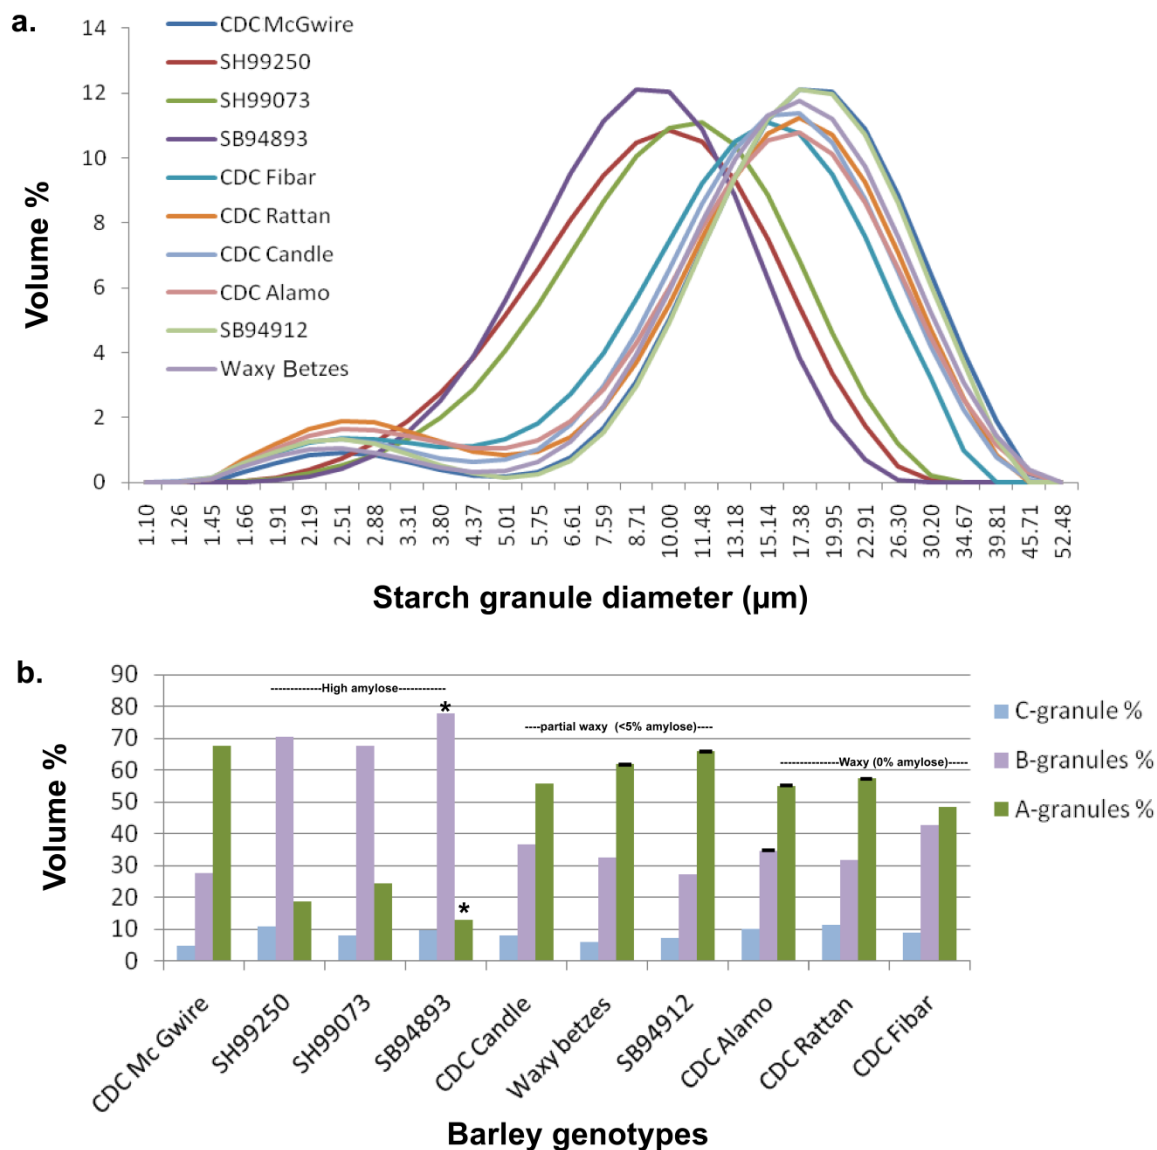 a.
14
12
10
8
6
4
2
0
Volume %
CDC McGwire
SH99250
SH99073
SB94893
CDC Fibar
CDC Rattan
CDC Candle
CDC Alamo
SB94912
Waxy Betzes
1.10
1.26
1.45
1.66
1.91
2.19
2.51
2.88
3.31
3.80
4.37
5.01
5.75
6.61
7.59
8.71
10.00
11.48
13.18
15.14
17.38
19.95
22.91
26.30
30.20
34.67
39.81
45.71
52.48
Starch granule diameter (µm)
b.
90
80
70
60
50
40
30
20
10
0
Volume %
-------------High amylose------------
*
*
----partial waxy (<5% amylose)----
---------------Waxy (0% amylose)-----
C-granule %
B-granules %
A-granules %
CDC Mc Gwire
SH99250
SH99073
SB94893
CDC Candle
Waxy betzes
SB94912
CDC Alamo
CDC Rattan
CDC Fibar
Barley genotypes